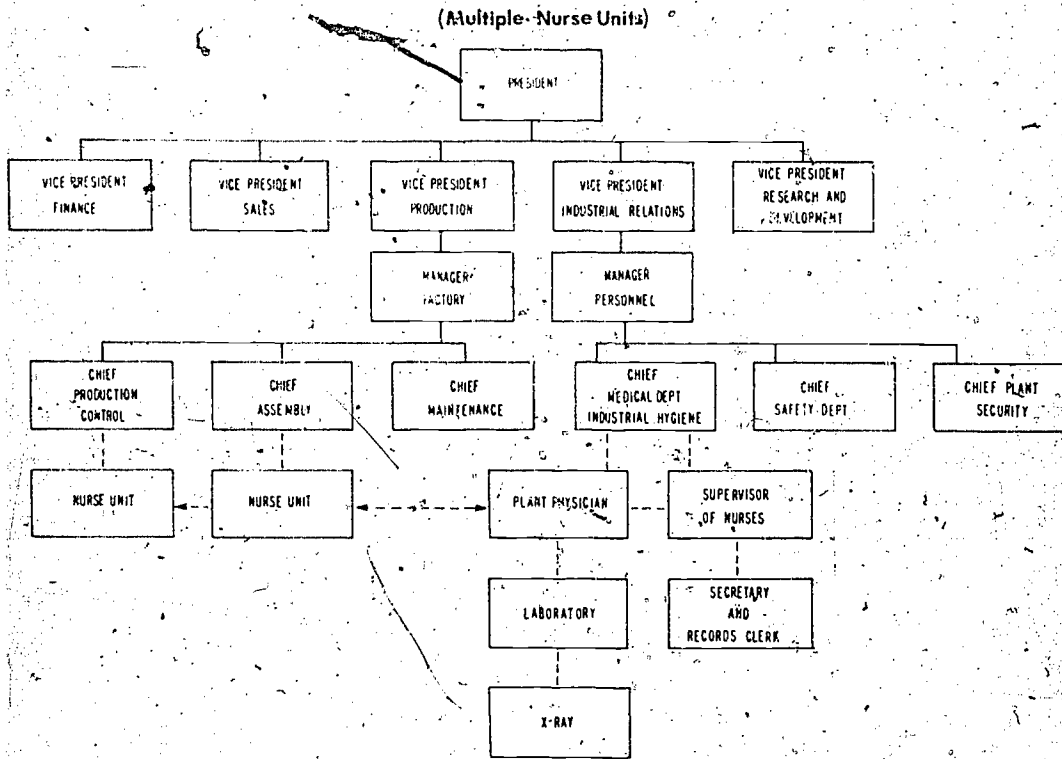 (Multiple-Nurse Units)
PRESIDENT
VICE PRESIDENT
FINANCE
VICE PRESIDENT
SALES
VICE PRESIDENT
PRODUCTION
VICE PRESIDENT
INDUSTRIAL RELATIONS
VICE PRESIDENT
RESEARCH AND
DEVELOPMENT
MANAGER
FACTORY
MANAGER
PERSONNEL
CHIEF
PRODUCTION
CONTROL
CHIEF
ASSEMBLY
CHIEF
MAINTENANCE
CHIEF
MEDICAL DEPT
INDUSTRIAL HYGIENE
CHIEF
SAFETY DEPT
CHIEF PLANT
SECURITY
NURSE UNIT
NURSE UNIT
PLANT PHYSICIAN
SUPERVISOR
OF NURSES
LABORATORY
SECRETARY
AND
RECORDS CLERK
X-RAY